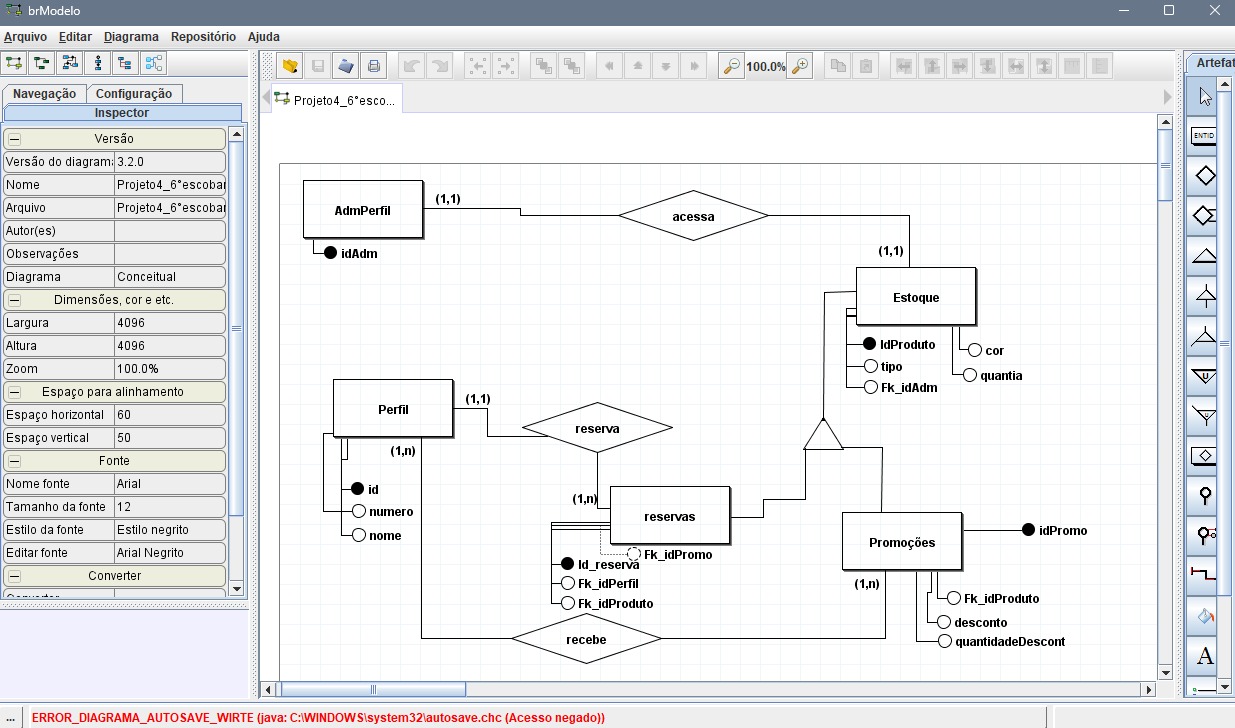 brModelo
Arquivo Editar Diagrama Repositório Ajuda
100.0%
Artefat
Navegação Configuração
Inspector
Projeto4_6°esco...
Versão
Versão do diagrama 3.2.0
Nome Projeto4_6°escobar
Arquivo Projeto4_6°escobar
Autor(es)
Observações
Diagrama Conceitual
Dimensões, cor e etc.
Largura 4096
Altura 4096
Zoom 100.0%
Espaço para alinhamento
Espaço horizontal 60
Espaço vertical 50
Fonte
Nome fonte Arial
Tamanho da fonte 12
Estilo da fonte Estilo negrito
Editar fonte Arial Negrito
Converter
AdmPerfil
(1,1)
acessa
idAdm
(1,1)
Estoque
IdProduto
tipo
Fk_idAdm
cor
quantia
Perfil
(1,1)
reserva
(1,n)
id
numero
nome
(1,n)
reservas
Fk_idPromo
Id_reserva
Fk_idPerfil
Fk_idProduto
Promoções
idPromo
(1,n)
Fk_idProduto
desconto
quantidadeDescont
recebe
ENTID
U
A
... ERROR_DIAGRAMA_AUTOSAVE_WIRTE (java: C:\WINDOWS\system32\autosave.chc (Acesso negado))